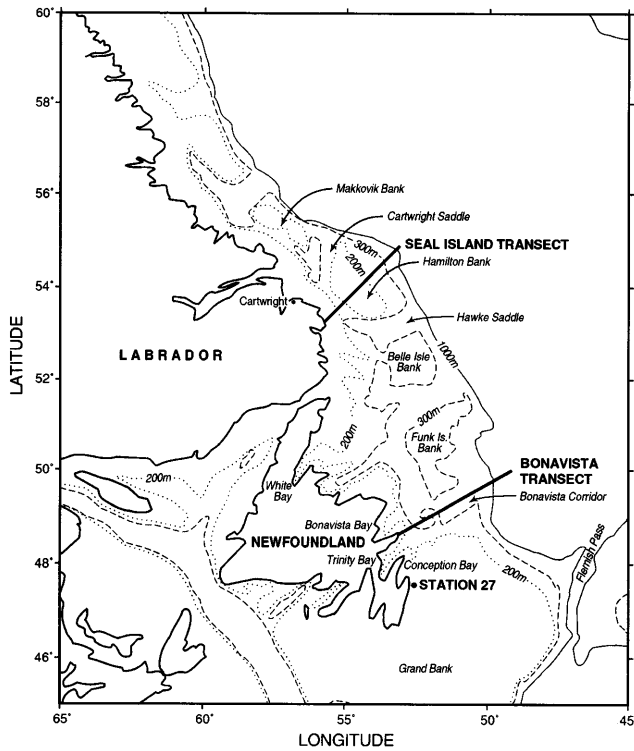 60°
58°
56°
54°
52°
50°
48°
46°
LATITUDE
65°
60°
55°
50°
45°
LONGITUDE
Makkovik Bank
Cartwright Saddle
SEAL ISLAND TRANSECT
300m
200m
Hamilton Bank
Cartwright
Hawke Saddle
LABRADOR
1000m
Belle Isle
Bank
300m
200m
Funk Is.
Bank
BONAVISTA
TRANSECT
200m
White
Bay
Bonavista Corridor
Bonavista Bay
NEWFOUNDLAND
Trinity Bay
Conception Bay
Flemish Pass
200m
STATION 27
Grand Bank